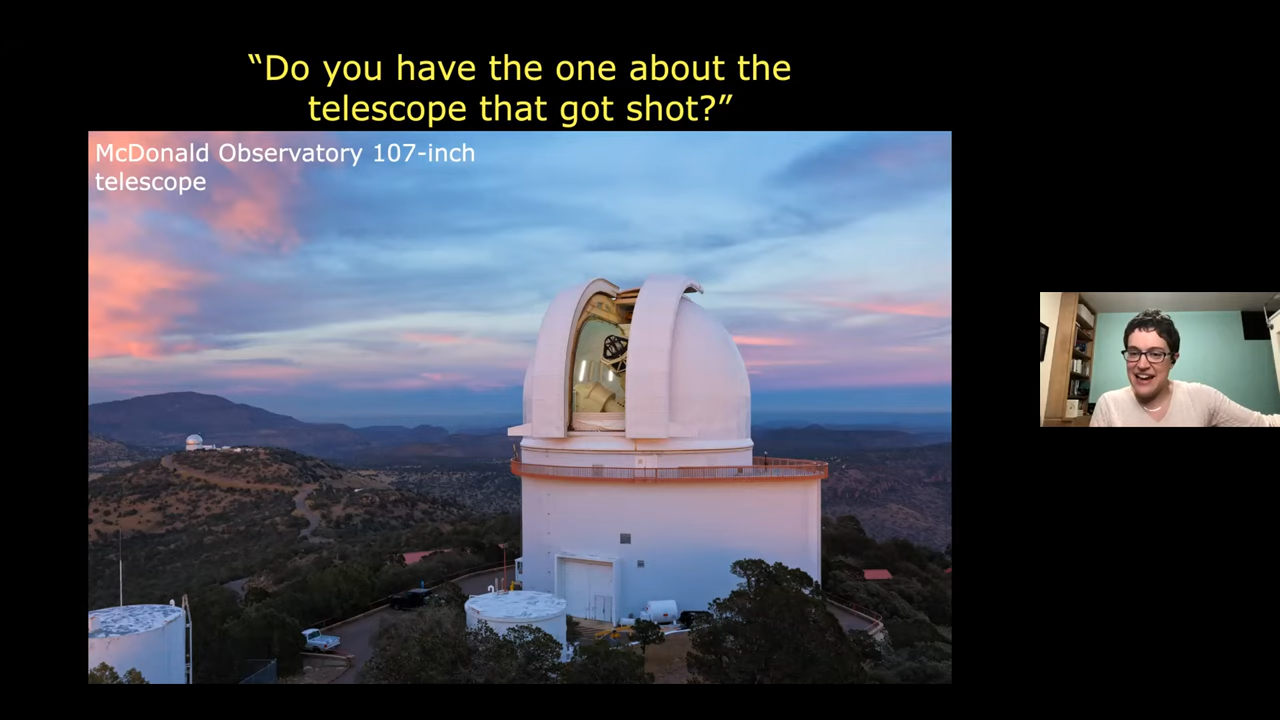 “Do you have the one about the
telescope that got shot?”
McDonald Observatory 107-inch
telescope